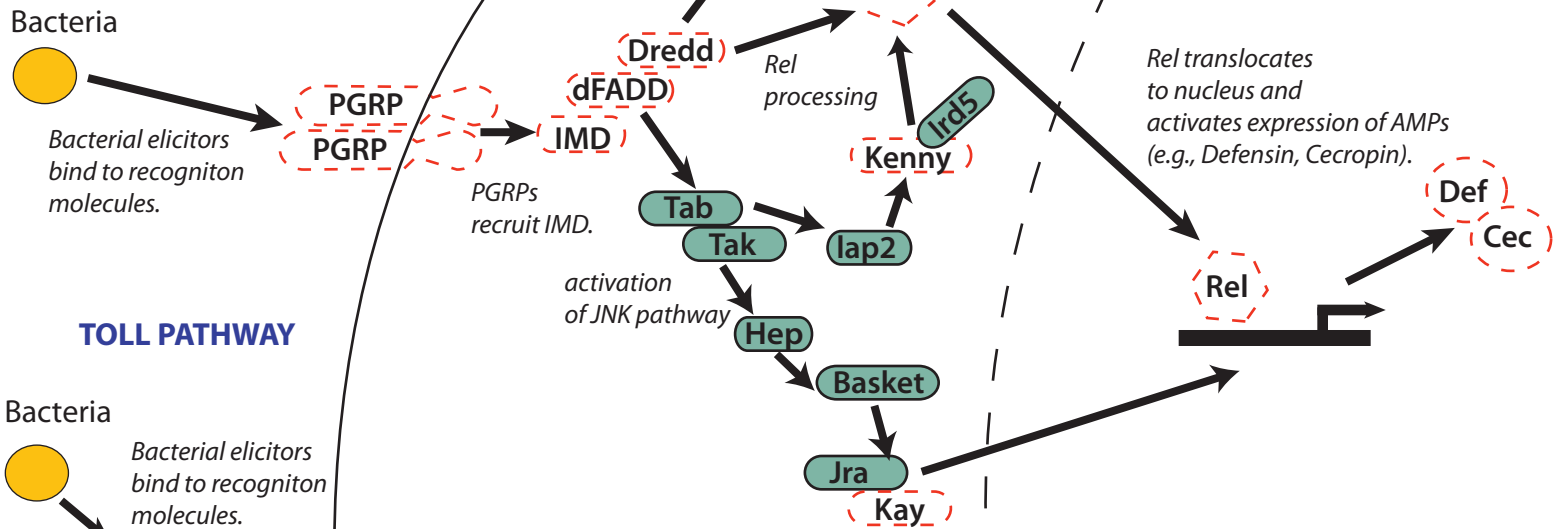 Bacteria
PGRP
PGRP
Bacterial elicitors
bind to recogniton
molecules.
Dredd
dFADD
IMD
PGRPs
recruit IMD.
Rel
processing
Ird5
Kenny
Tab
Tak
Iap2
activation
of JNK pathway
Hep
Basket
Jra
Kay
Rel translocates
to nucleus and
activates expression of AMPs
(e.g., Defensin, Cecropin).
Def
Cec
Rel
TOLL PATHWAY
Bacteria
Bacterial elicitors
bind to recogniton
molecules.